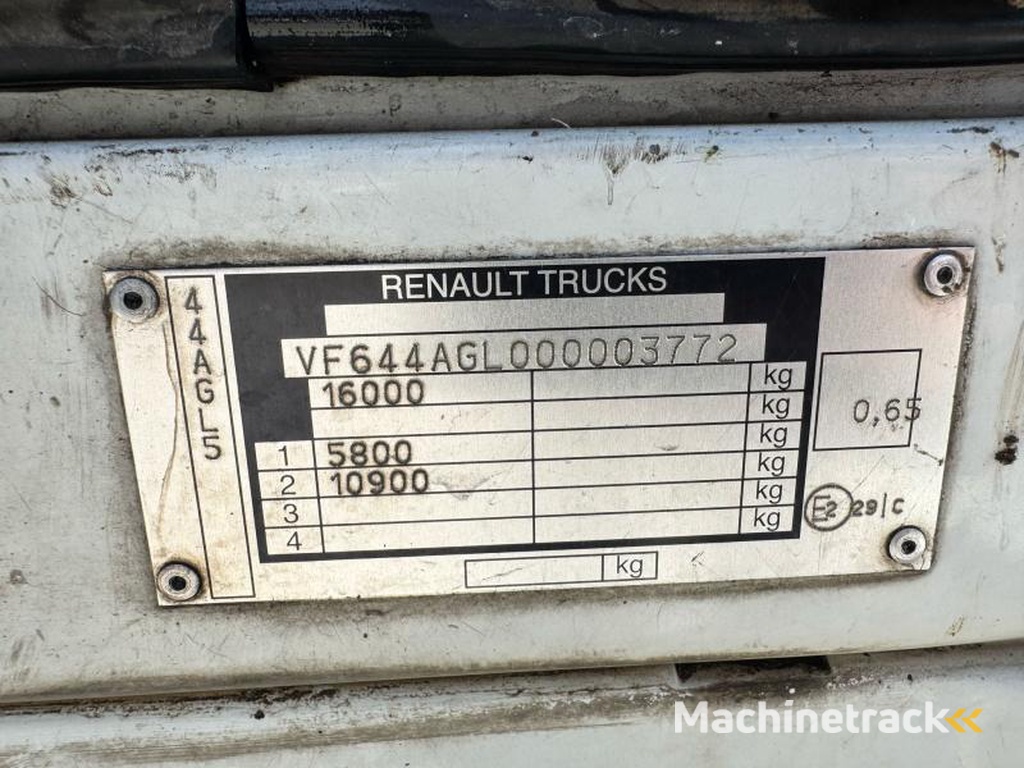 44AGL5
RENAULT TRUCKS
VF644AGL000003772
16000 kg
kg
1 5800 kg
2 10900 kg
3 kg
4 kg
kg
0,65
E2 29/C
Machinetrack